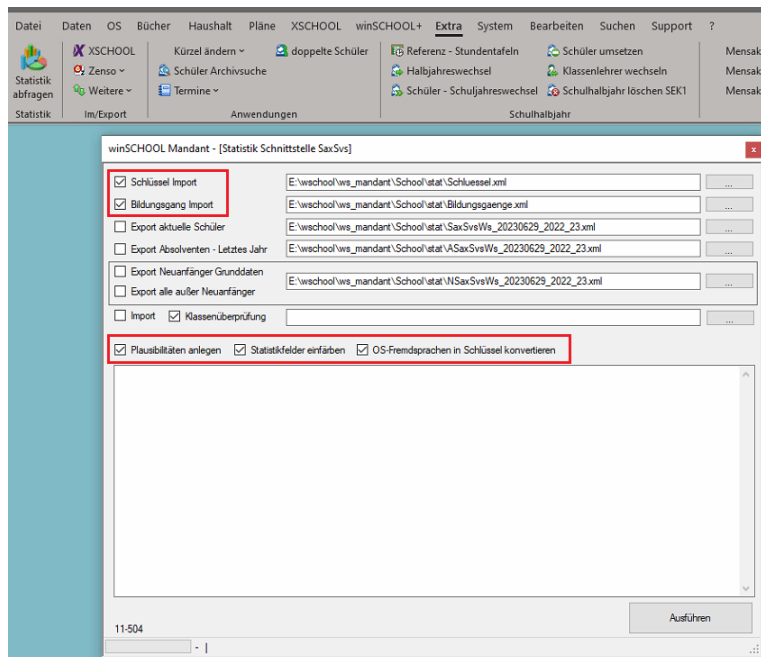 Datei Daten OS Bücher Haushalt Pläne XSCHOOL winSCHOOL+ Extra System Bearbeiten Suchen Support ?
XSCHOOL Kürzel ändern doppelte Schüler Referenz - Stundentafeln Schüler umsetzen Mensak
Zenso Schüler Archivsuche Halbjahreswechsel Klassenlehrer wechseln Mensak
Statistik abfragen Weitere Termine Schüler - Schuljahreswechsel Schulhalbjahr löschen SEK1 Mensak
Statistik Im/Export Anwendungen Schulhalbjahr
winSCHOOL Mandant - [Statistik Schnittstelle SaxSvs] x
Schlüssel Import E:\wschool\ws_mandant\School\stat\Schluessel.xml ...
Bildungsgang Import E:\wschool\ws_mandant\School\stat\Bildungsgaenge.xml ...
Export aktuelle Schüler E:\wschool\ws_mandant\School\stat\SaxSvsWs_20230629_2022_23.xml ...
Export Absolventen - Letztes Jahr E:\wschool\ws_mandant\School\stat\ASaxSvsWs_20230629_2022_23.xml ...
Export Neuanfänger Grunddaten
E:\wschool\ws_mandant\School\stat\NSaxSvsWs_20230629_2022_23.xml ...
Export alle außer Neuanfänger
Import Klassenüberprüfung ...
Plausibilitäten anlegen Statistikfelder einfärben OS-Fremdsprachen in Schlüssel konvertieren
Ausführen
11-504
- |